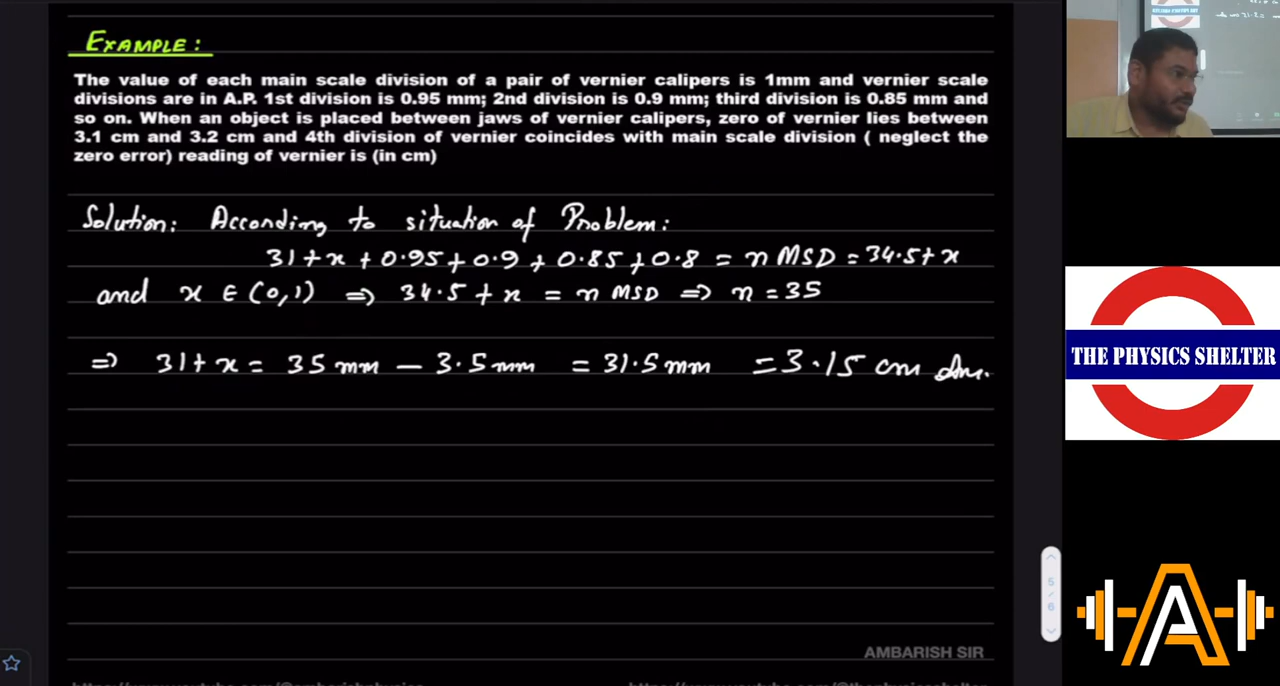 EXAMPLE:
The value of each main scale division of a pair of vernier calipers is 1mm and vernier scale
divisions are in A.P. 1st division is 0.95 mm; 2nd division is 0.9 mm; third division is 0.85 mm and
so on. When an object is placed between jaws of vernier calipers, zero of vernier lies between
3.1 cm and 3.2 cm and 4th division of vernier coincides with main scale division ( neglect the
zero error) reading of vernier is (in cm)
Solution: According to situation of Problem:
31+x+0.95+0.9+0.85+0.8 = n MSD = 34.5+x
and x ∈ (0,1) ⇒ 34.5+x = n MSD ⇒ n = 35
⇒ 31+x = 35 mm − 3.5 mm = 31.5 mm = 3.15 cm Ans.
THE PHYSICS SHELTER
5/6
AMBARISH SIR